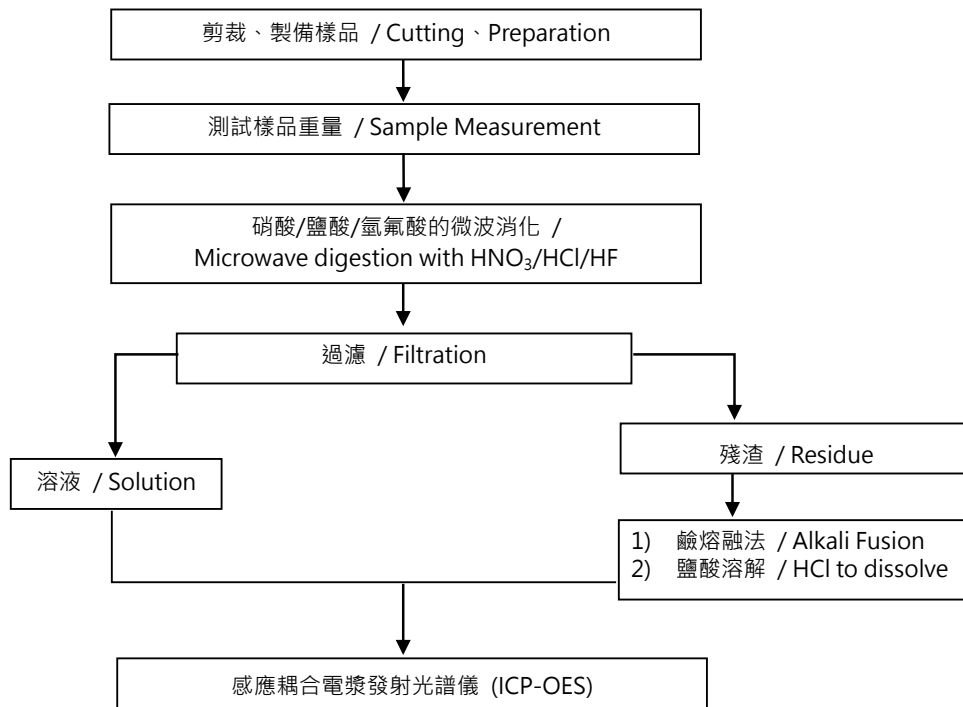 剪裁、製備樣品 / Cutting、Preparation
測試樣品重量 / Sample Measurement
硝酸/鹽酸/氫氟酸的微波消化 /
Microwave digestion with HNO₃/HCl/HF
過濾 / Filtration
溶液 / Solution
殘渣 / Residue
1) 鹼熔融法 / Alkali Fusion
2) 鹽酸溶解 / HCl to dissolve
感應耦合電漿發射光譜儀 (ICP-OES)